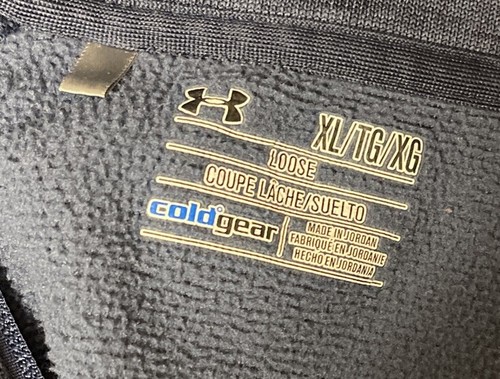 XL/TG/XG
LOOSE
COUPE LÂCHE/SUELTO
coldgear
MADE IN JORDAN
FABRIQUÉ EN JORDANIE
HECHO EN JORDANIA